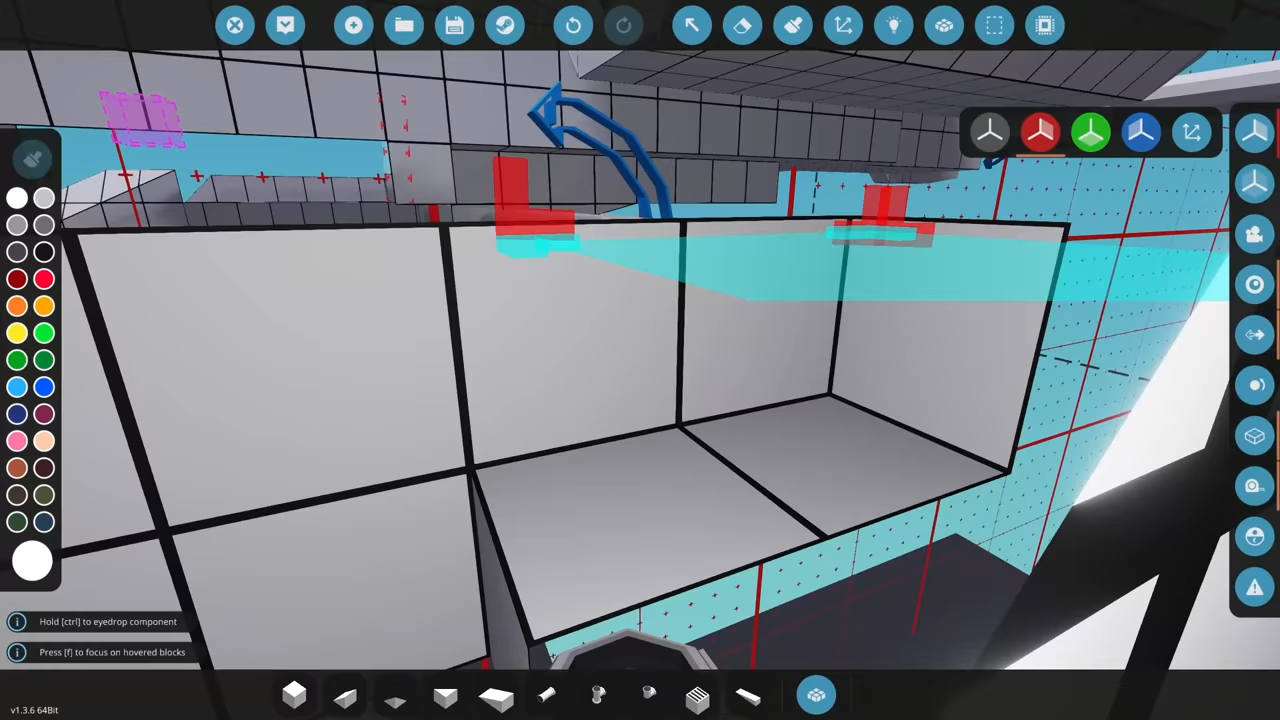 Hold [ctrl] to eyedrop component
Press [f] to focus on hovered blocks
v1.3.6 64Bit